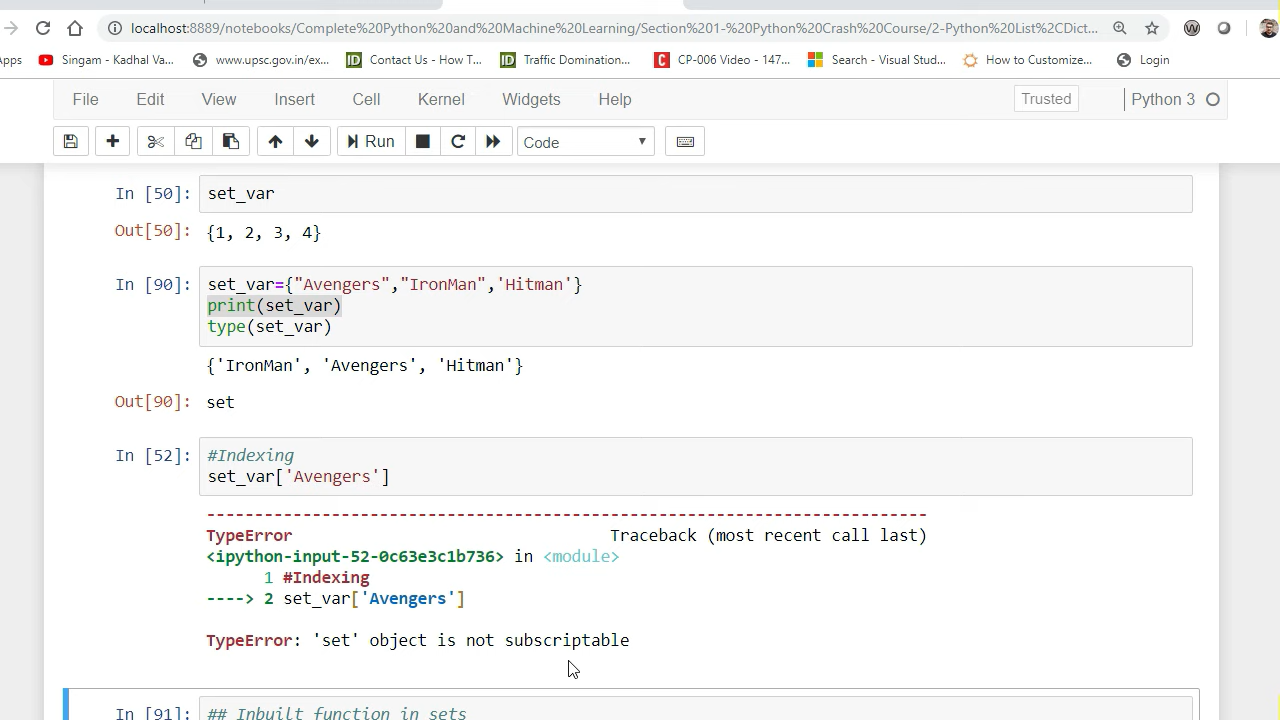 localhost:8889/notebooks/Complete%20Python%20and%20Machine%20Learning/Section%201-%20Python%20Crash%20Course/2-Python%20List%2CDict...
Apps Singam - Kadhal Va... www.upsc.gov.in/ex... ID Contact Us - How T... ID Traffic Domination... C CP-006 Video - 147... Search - Visual Stud... How to Customize... Login
File Edit View Insert Cell Kernel Widgets Help Trusted Python 3
Run Code
In [50]: set_var
Out[50]: {1, 2, 3, 4}
In [90]: set_var={"Avengers","IronMan",'Hitman'}
print(set_var)
type(set_var)
{'IronMan', 'Avengers', 'Hitman'}
Out[90]: set
In [52]: #Indexing
set_var['Avengers']
---------------------------------------------------------------------------
TypeError Traceback (most recent call last)
<ipython-input-52-0c63e3c1b736> in <module>
1 #Indexing
----> 2 set_var['Avengers']
TypeError: 'set' object is not subscriptable
In [91]: ## Inbuilt function in sets